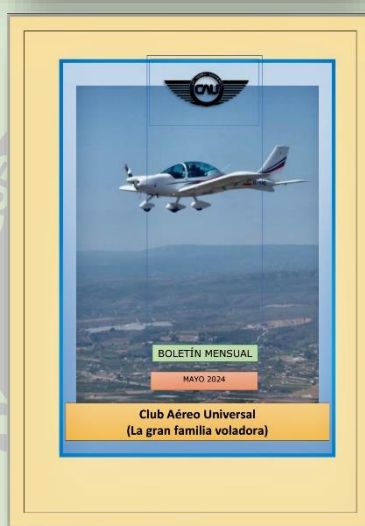 CAU
BOLETÍN MENSUAL
MAYO 2024
Club Aéreo Universal
(La gran familia voladora)